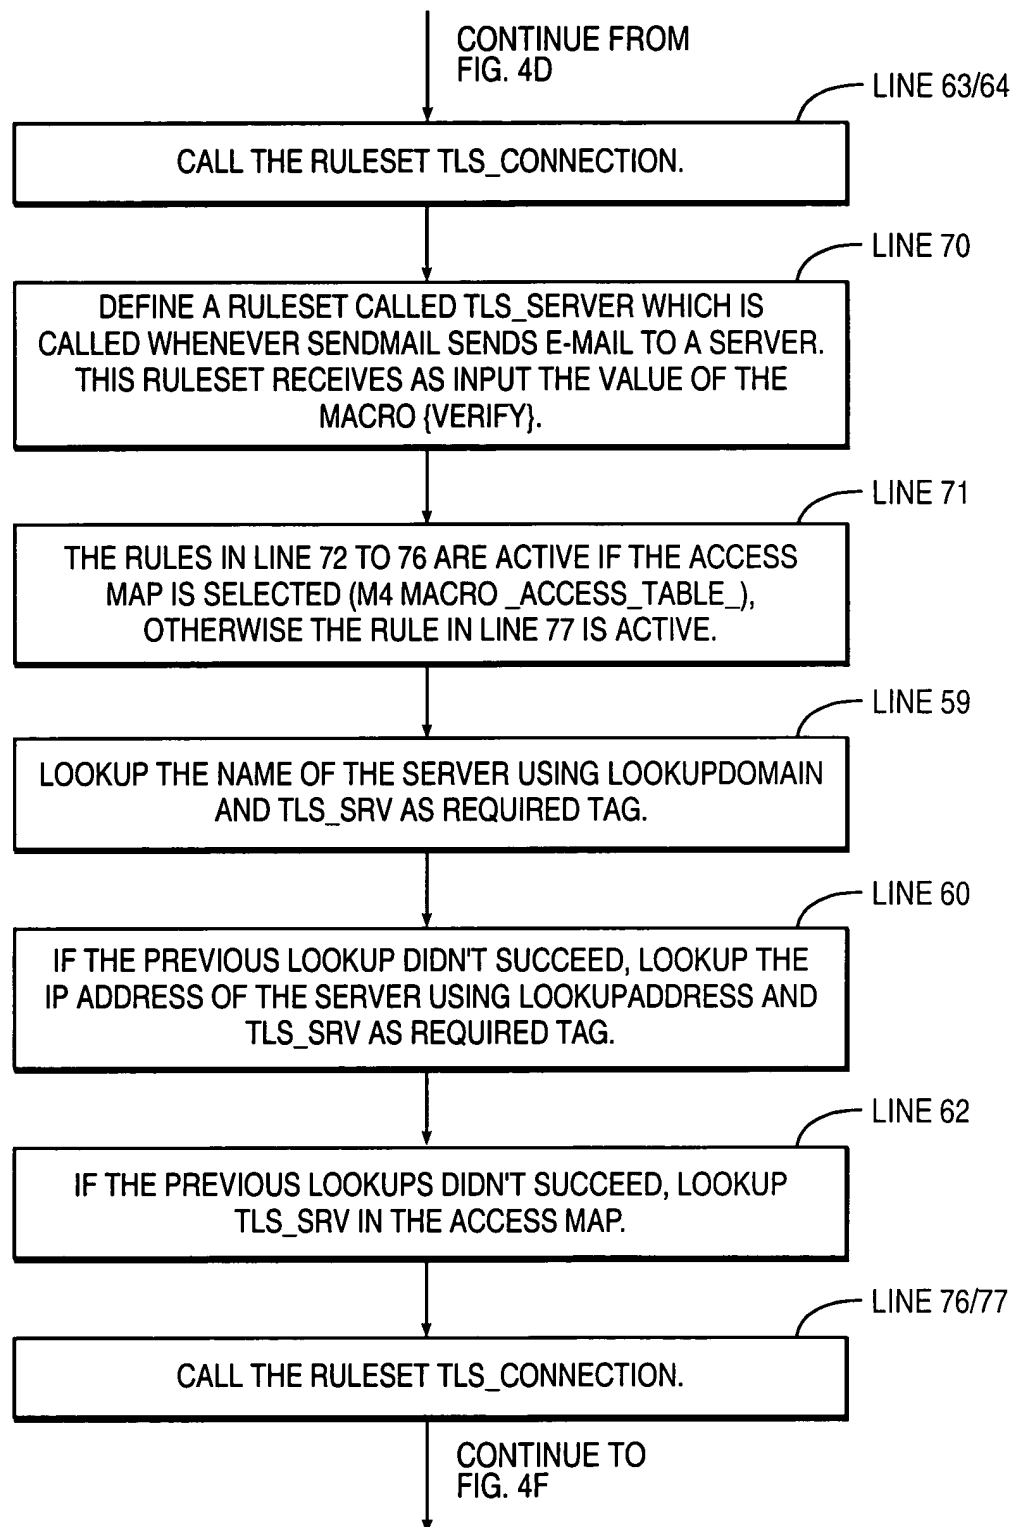 CONTINUE FROM
FIG. 4D
LINE 63/64
CALL THE RULESET TLS_CONNECTION.
LINE 70
DEFINE A RULESET CALLED TLS_SERVER WHICH IS
CALLED WHENEVER SENDMAIL SENDS E-MAIL TO A SERVER.
THIS RULESET RECEIVES AS INPUT THE VALUE OF THE
MACRO {VERIFY}.
LINE 71
THE RULES IN LINE 72 TO 76 ARE ACTIVE IF THE ACCESS
MAP IS SELECTED (M4 MACRO _ACCESS_TABLE_),
OTHERWISE THE RULE IN LINE 77 IS ACTIVE.
LINE 59
LOOKUP THE NAME OF THE SERVER USING LOOKUPDOMAIN
AND TLS_SRV AS REQUIRED TAG.
LINE 60
IF THE PREVIOUS LOOKUP DIDN'T SUCCEED, LOOKUP THE
IP ADDRESS OF THE SERVER USING LOOKUPADDRESS AND
TLS_SRV AS REQUIRED TAG.
LINE 62
IF THE PREVIOUS LOOKUPS DIDN'T SUCCEED, LOOKUP
TLS_SRV IN THE ACCESS MAP.
LINE 76/77
CALL THE RULESET TLS_CONNECTION.
CONTINUE TO
FIG. 4F